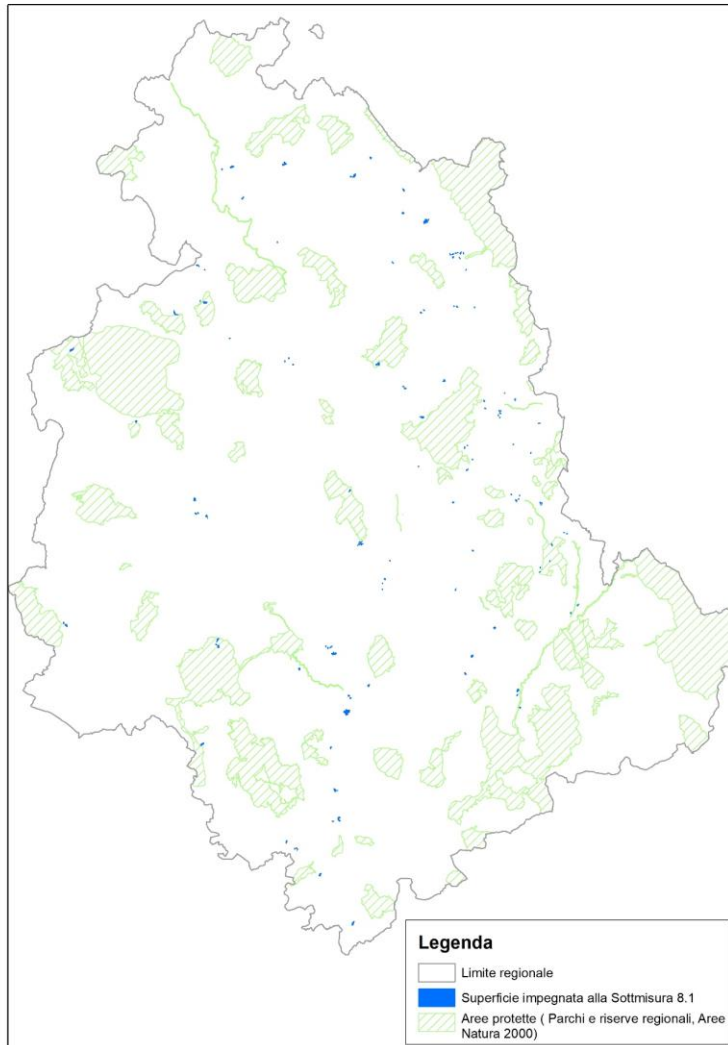 Legenda
Limite regionale
Superficie impegnata alla Sottmisura 8.1
Aree protette ( Parchi e riserve regionali, Aree
Natura 2000)